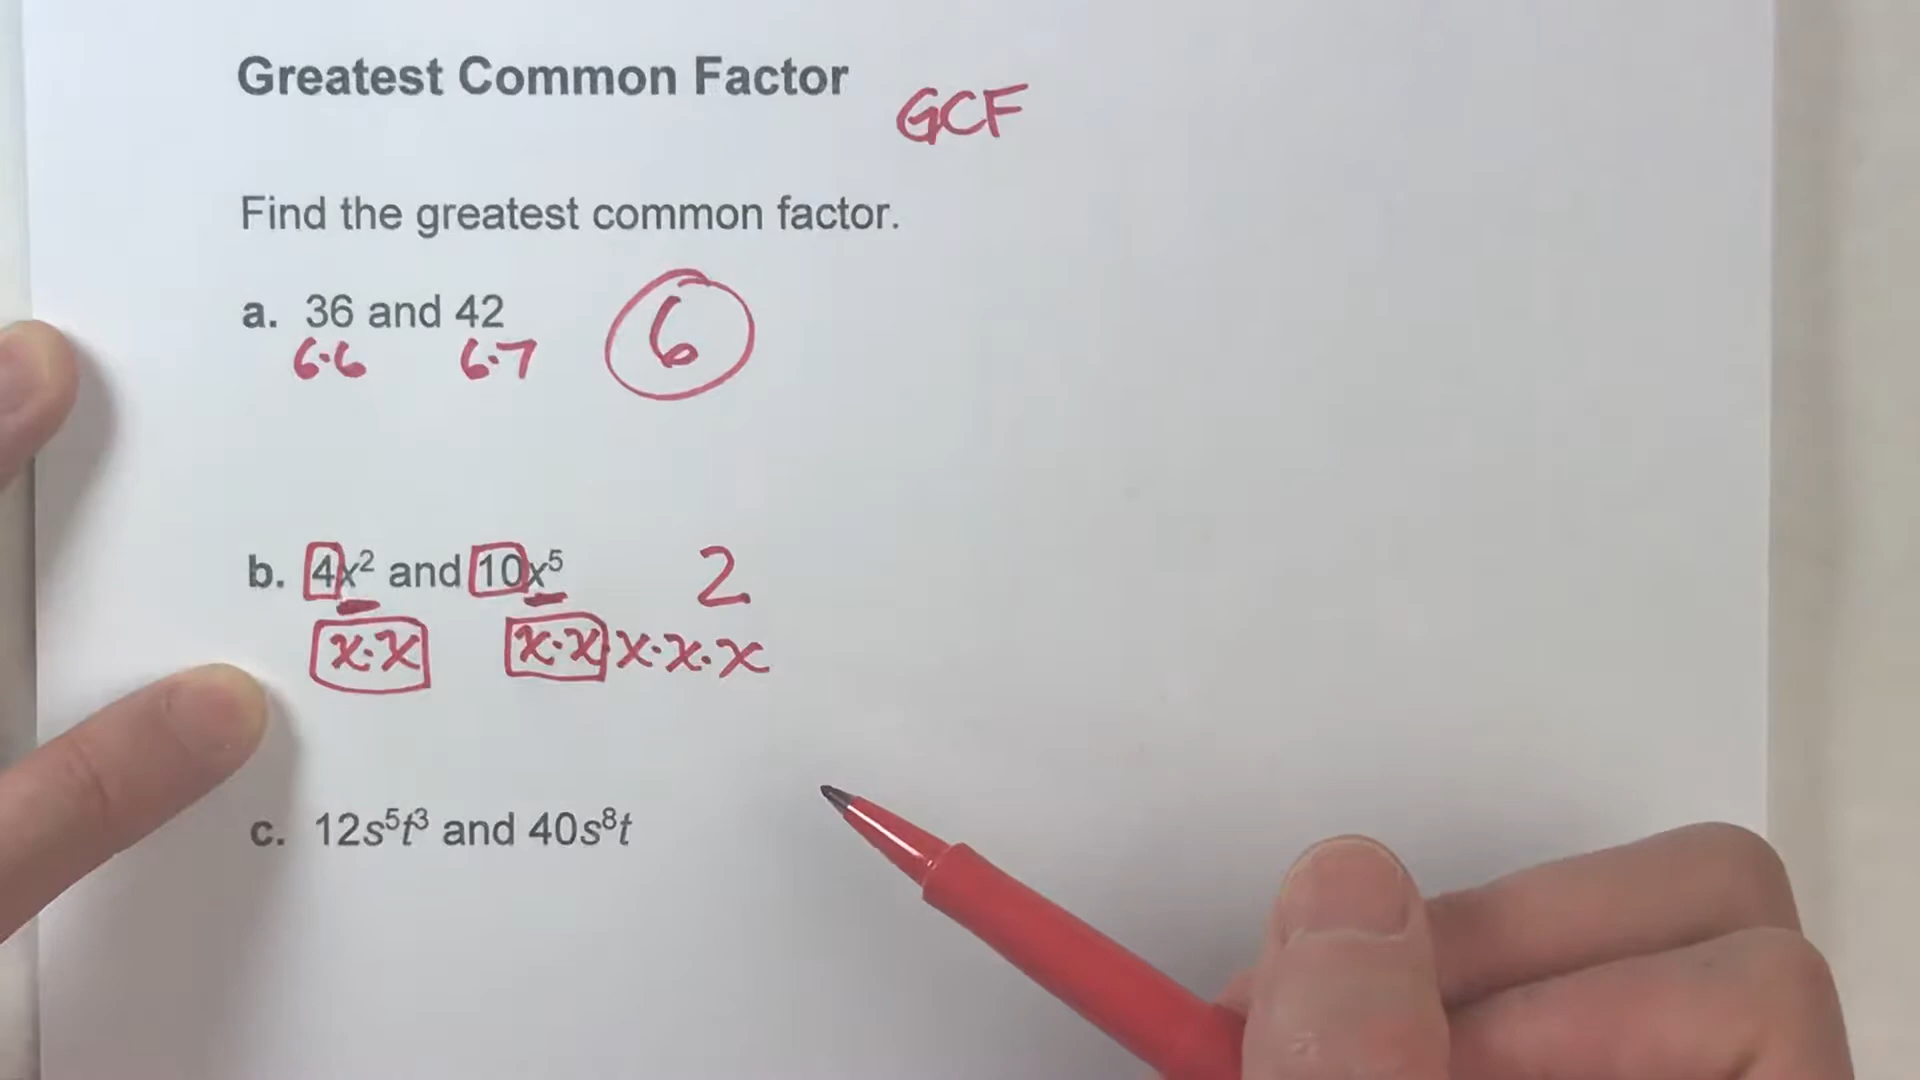 Greatest Common Factor GCF
Find the greatest common factor.
a. 36 and 42 6
6·6 6·7
b. 4x² and 10x⁵ 2
x·x x·x·x·x·x
c. 12s⁵t³ and 40s⁸t